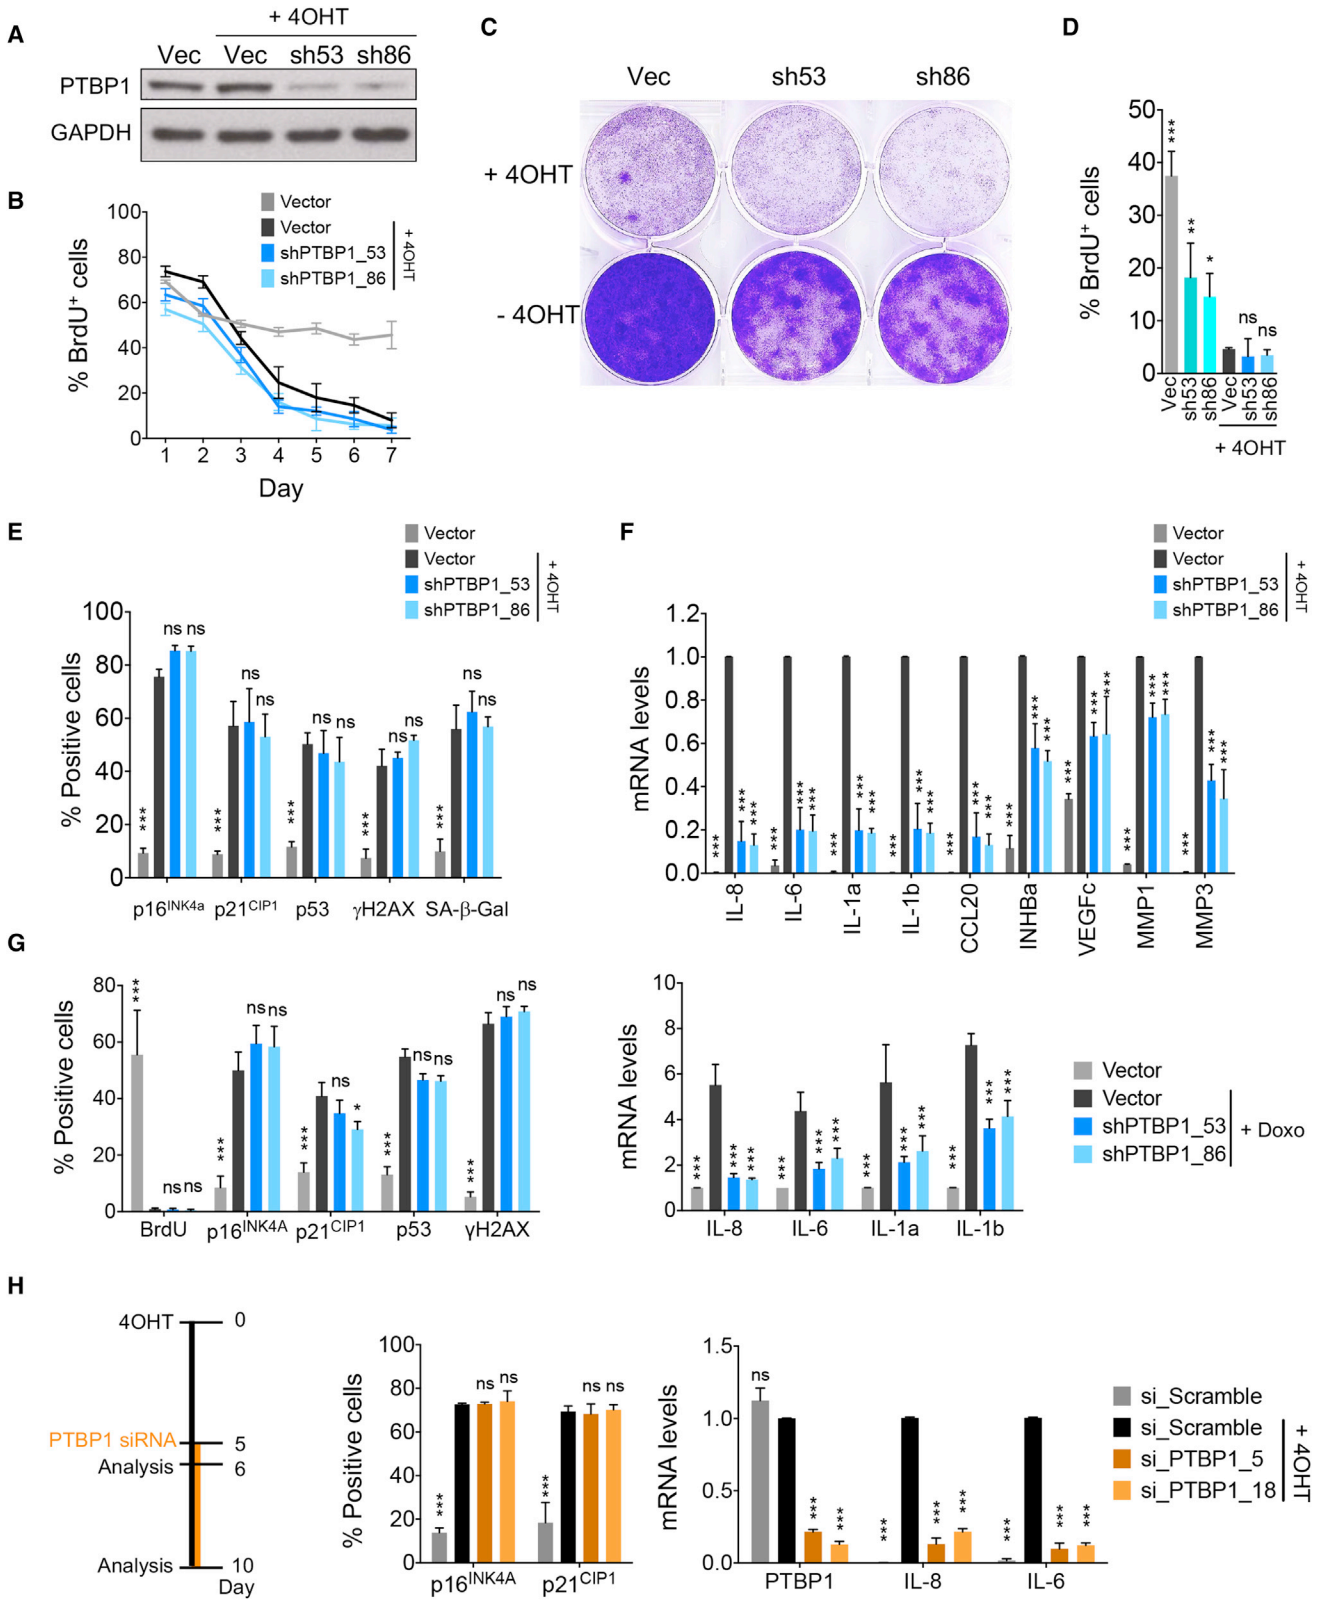 A
+ 4OHT
Vec Vec sh53 sh86
PTBP1
GAPDH
B
Vector
Vector
shPTBP1_53
shPTBP1_86
+ 4OHT
% BrdU+ cells
100
80
60
40
20
0
1 2 3 4 5 6 7
Day
C
Vec sh53 sh86
+ 4OHT
- 4OHT
D
% BrdU+ cells
50
40
30
20
10
0
*** ** * ns ns
Vec sh53 sh86 Vec sh53 sh86
+ 4OHT
E
Vector
Vector
shPTBP1_53
shPTBP1_86
+ 4OHT
% Positive cells
100
80
60
40
20
0
*** ns ns *** ns ns *** ns ns *** ns ns *** ns ns
p16INK4a p21CIP1 p53 γH2AX SA-β-Gal
F
Vector
Vector
shPTBP1_53
shPTBP1_86
+ 4OHT
mRNA levels
1.2
1.0
0.8
0.6
0.4
0.2
0.0
*** *** *** *** *** *** *** *** *** *** *** *** *** *** *** *** *** *** *** *** *** *** *** *** *** *** ***
IL-8 IL-6 IL-1a IL-1b CCL20 INHBa VEGFc MMP1 MMP3
G
% Positive cells
80
60
40
20
0
*** ns ns *** ns ns *** ns * *** ns ns *** ns ns
BrdU p16INK4A p21CIP1 p53 γH2AX
mRNA levels
10
8
6
4
2
0
*** *** *** *** *** *** *** *** *** *** *** ***
IL-8 IL-6 IL-1a IL-1b
Vector
Vector
shPTBP1_53
shPTBP1_86
+ Doxo
H
4OHT 0
PTBP1 siRNA 5
Analysis 6
Analysis 10
Day
% Positive cells
100
80
60
40
20
0
*** ns ns *** ns ns
p16INK4A p21CIP1
mRNA levels
1.5
1.0
0.5
0.0
ns *** *** *** *** *** *** *** ***
PTBP1 IL-8 IL-6
si_Scramble
si_Scramble
si_PTBP1_5
si_PTBP1_18
+ 4OHT